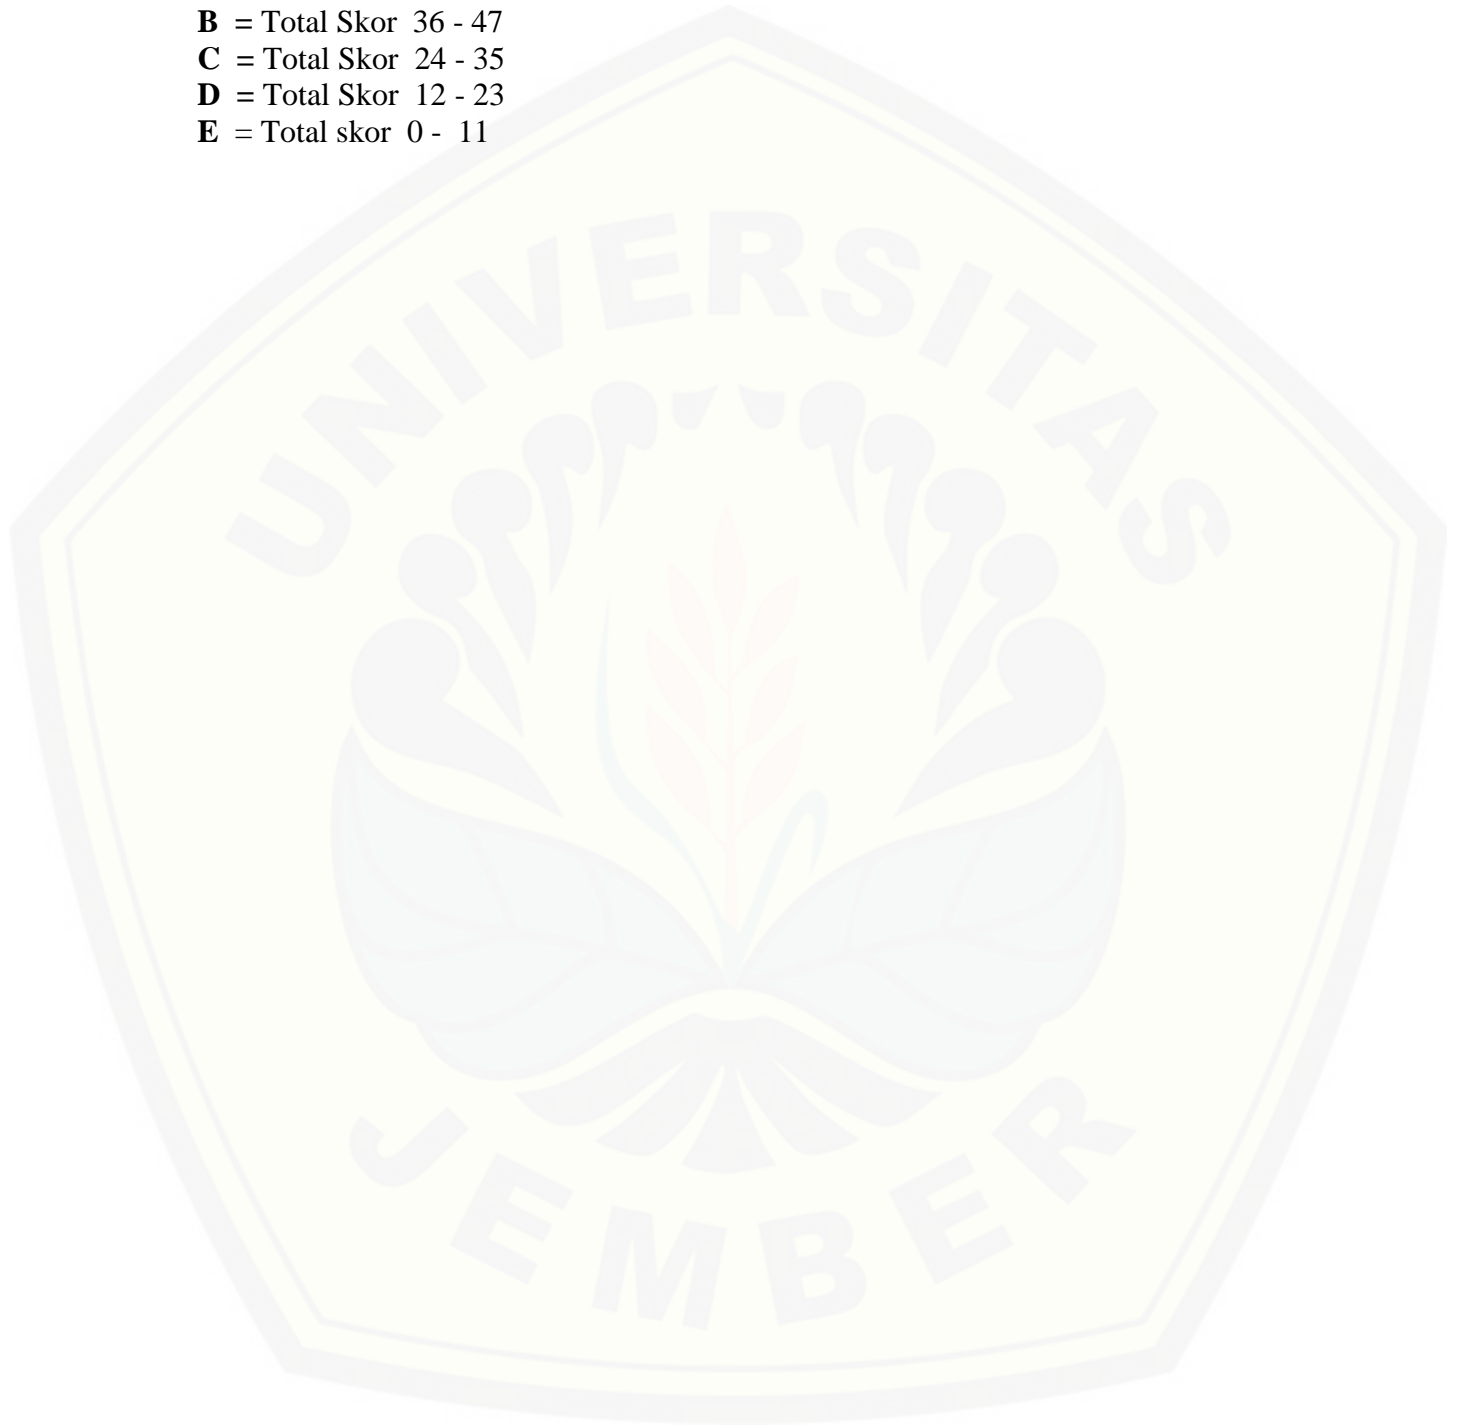 B = Total Skor 36 - 47
C = Total Skor 24 - 35
D = Total Skor 12 - 23
E = Total skor 0 - 11
UNIVERSITAS
JEMBER